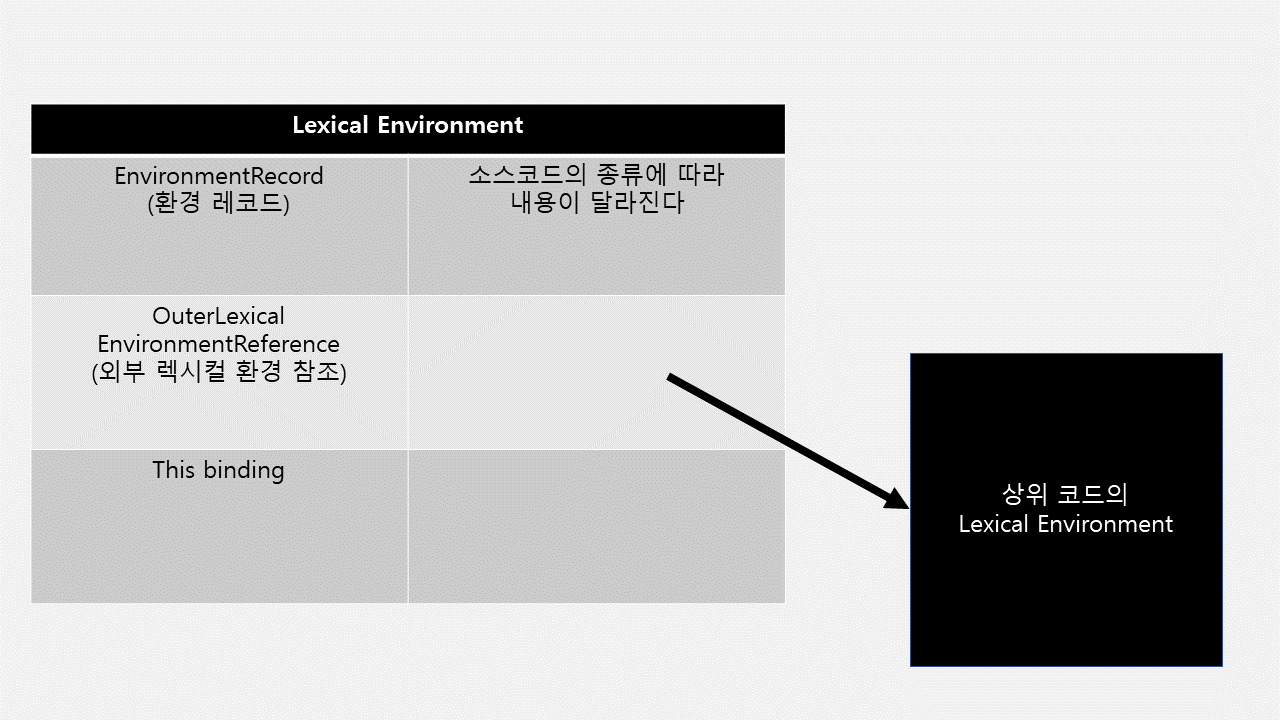 Lexical Environment
EnvironmentRecord
(환경 레코드)
소스코드의 종류에 따라
내용이 달라진다
OuterLexical
EnvironmentReference
(외부 렉시컬 환경 참조)
This binding
상위 코드의
Lexical Environment